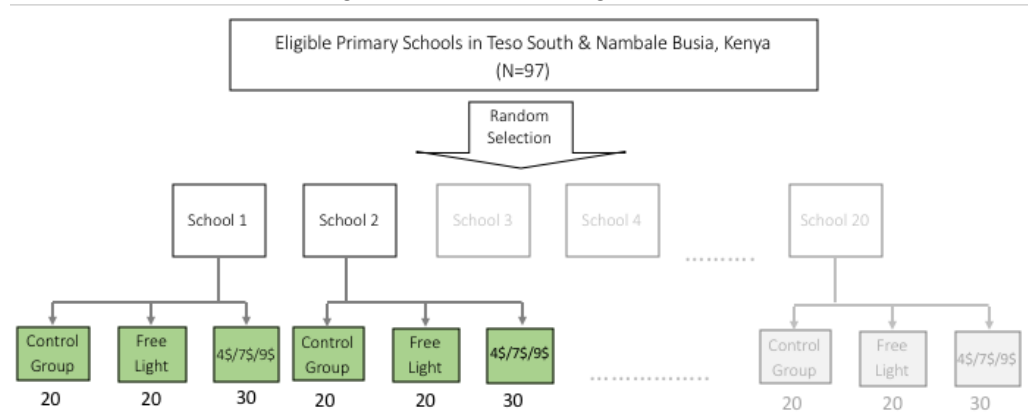 Eligible Primary Schools in Teso South & Nambale Busia, Kenya
(N=97)
Random
Selection
School 1
School 2
School 3
School 4
School 20
..........
Control
Group
Free
Light
4$/7$/9$
Control
Group
Free
Light
4$/7$/9$
Control
Group
Free
Light
4$/7$/9$
.................
20
20
30
20
20
30
20
20
30